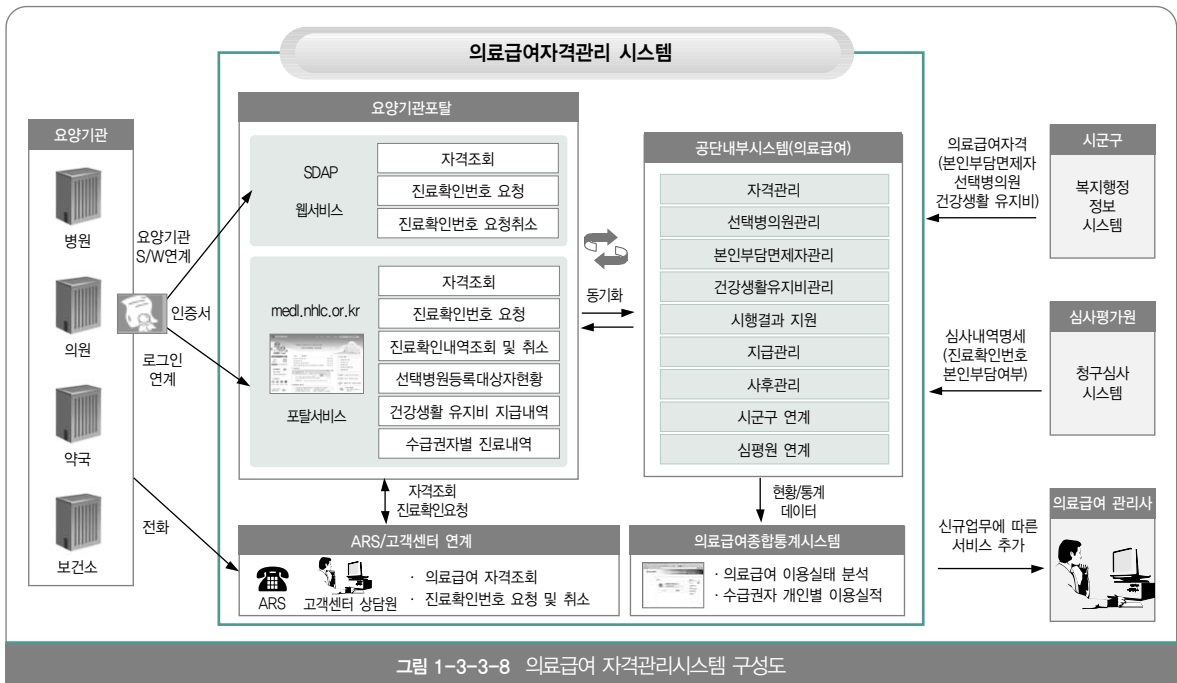 의료급여자격관리 시스템
요양기관
병원
의원
약국
보건소
요양기관
S/W연계
인증서
로그인
연계
전화
요양기관포탈
SDAP
웹서비스
자격조회
진료확인번호 요청
진료확인번호 요청취소
medl.nhlc.or.kr
포탈서비스
자격조회
진료확인번호 요청
진료확인내역조회 및 취소
선택병원등록대상자현황
건강생활 유지비 지급내역
수급권자별 진료내역
동기화
공단내부시스템(의료급여)
자격관리
선택병의원관리
본인부담면제자관리
건강생활유지비관리
시행결과 지원
지급관리
사후관리
시군구 연계
심평원 연계
의료급여자격
(본인부담면제자
선택병의원
건강생활 유지비)
시군구
복지행정
정보
시스템
심사내역명세
(진료확인번호
본인부담여부)
심사평가원
청구심사
시스템
자격조회
진료확인요청
현황/통계
데이터
ARS/고객센터 연계
ARS
고객센터 상담원
· 의료급여 자격조회
· 진료확인번호 요청 및 취소
의료급여종합통계시스템
· 의료급여 이용실태 분석
· 수급권자 개인별 이용실적
신규업무에 따른
서비스 추가
의료급여 관리사
그림 1-3-3-8 의료급여 자격관리시스템 구성도